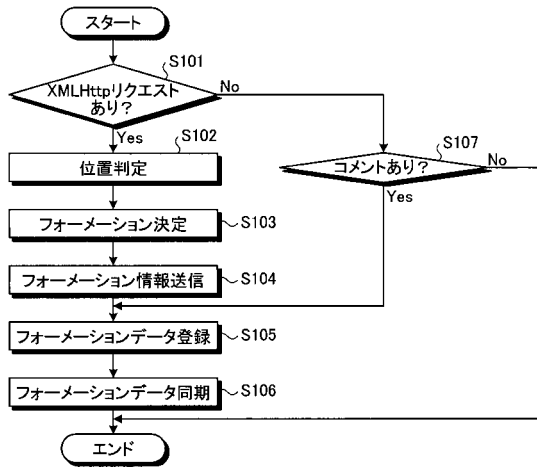 スタート
S101
XMLHttpリクエスト
あり?
No
Yes
S102
位置判定
S107
コメントあり?
No
Yes
フォーメーション決定
S103
フォーメーション情報送信
S104
フォーメーションデータ登録
S105
フォーメーションデータ同期
S106
エンド